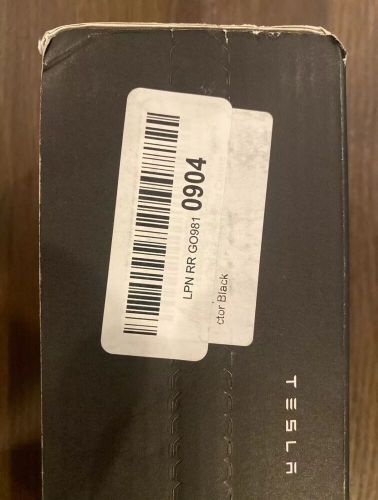 LPN RR GO981 0904
ctor Black
TESLA